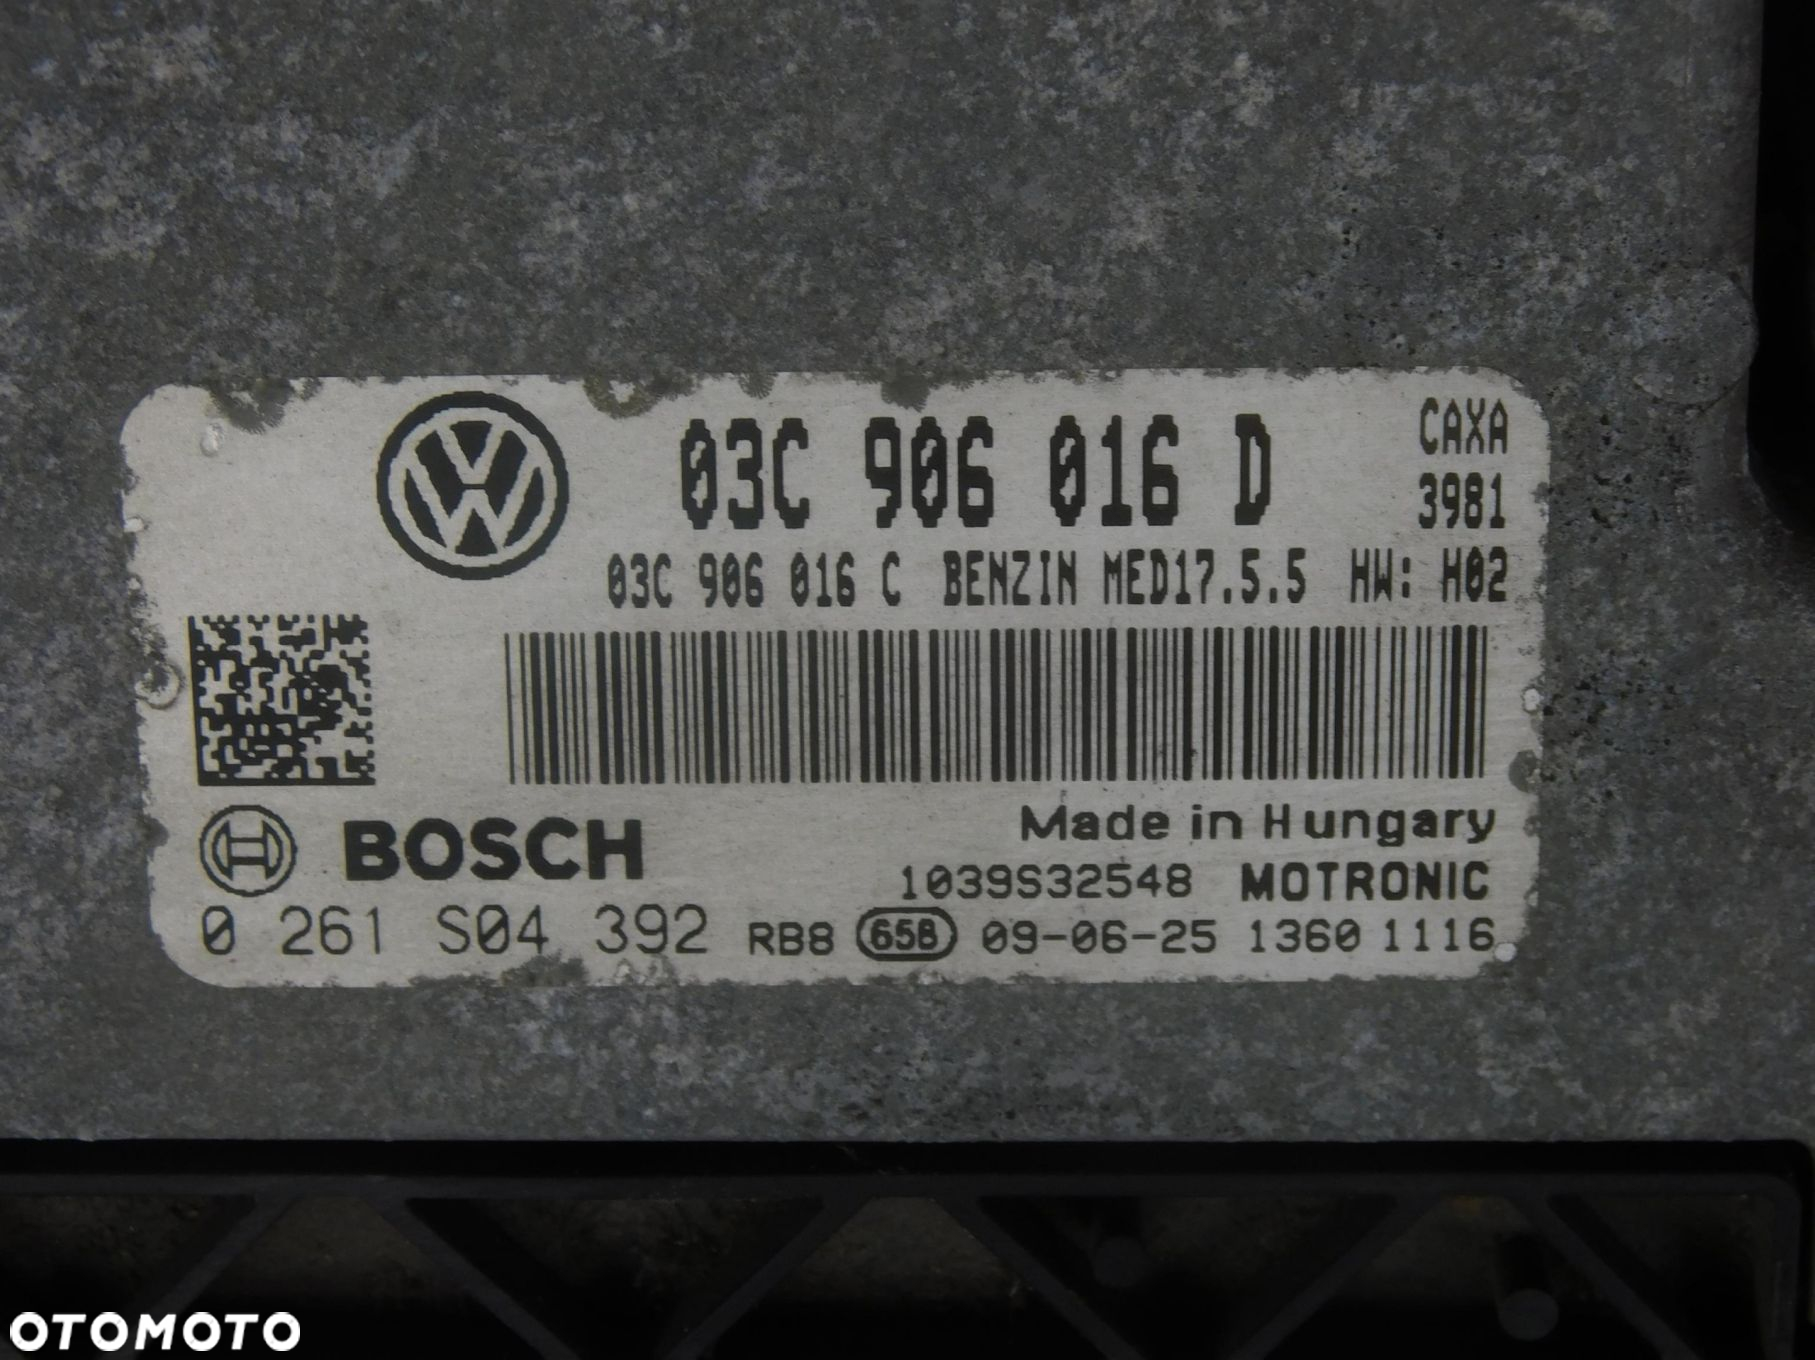 03C 906 016 D
CAXA
3981
03C 906 016 C BENZIN MED17.5.5 HW: H02
Made in Hungary
BOSCH
1039S32548 MOTRONIC
0 261 S04 392 RB8 658 09-06-25 1360 1116
OTOMOTO